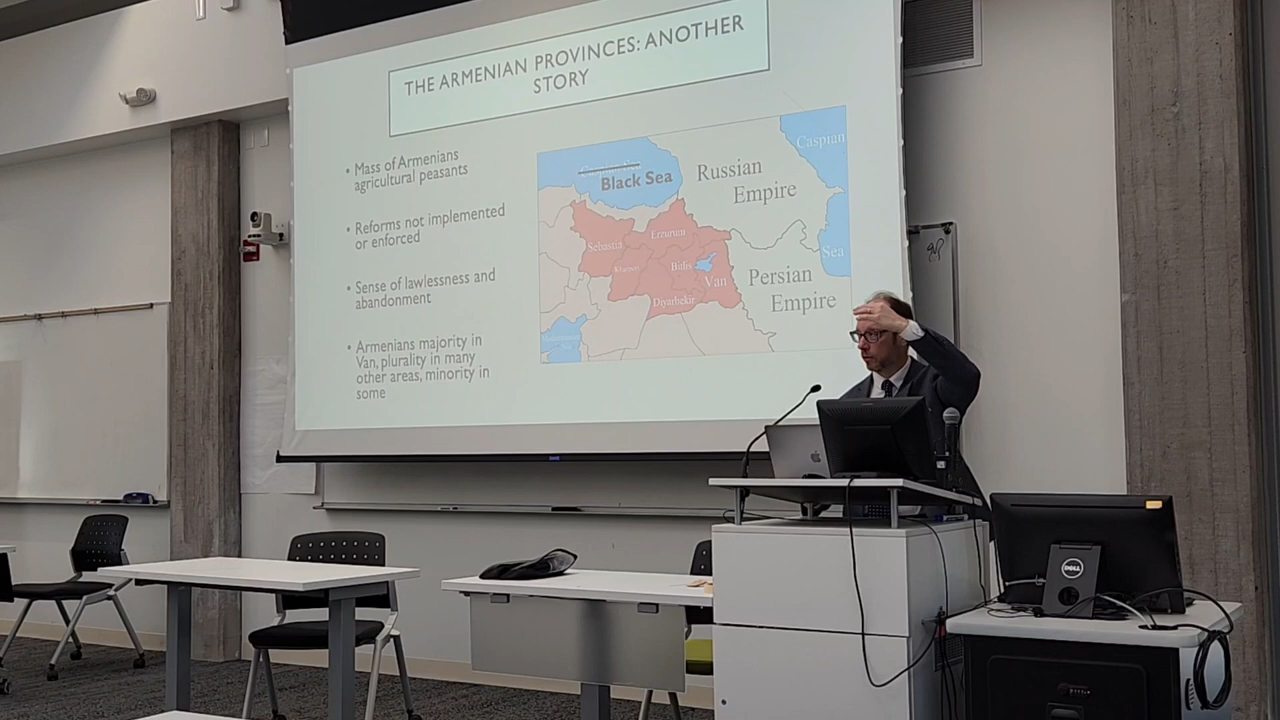 THE ARMENIAN PROVINCES: ANOTHER
STORY
• Mass of Armenians
agricultural peasants
• Reforms not implemented
or enforced
• Sense of lawlessness and
abandonment
• Armenians majority in
Van, plurality in many
other areas, minority in
some
Caspian
Sea
Black Sea
Russian
Empire
Persian
Empire
Sebastia
Erzurum
Kharpert
Bitlis
Van
Diyarbekir
DELL